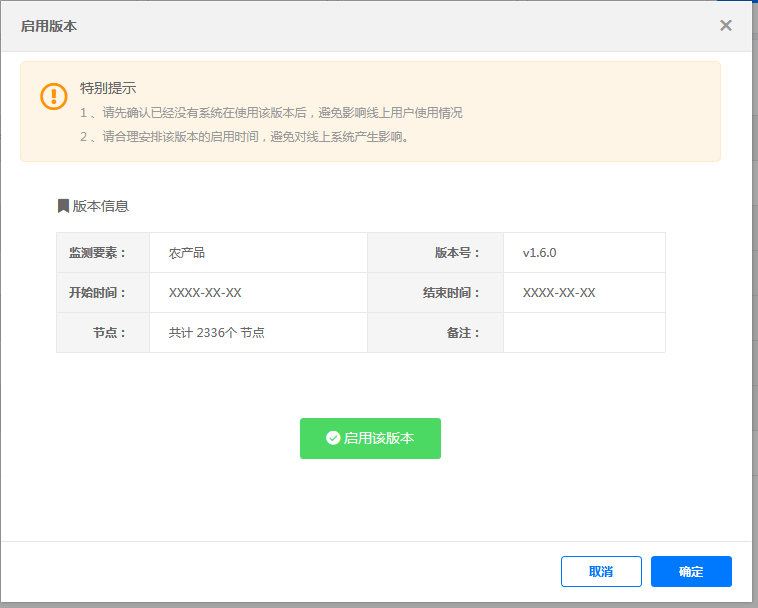 启用版本
特别提示
1 、请先确认已经没有系统在使用该版本后，避免影响线上用户使用情况
2 、请合理安排该版本的启用时间，避免对线上系统产生影响。
版本信息
监测要素： 农产品 版本号： v1.6.0
开始时间： XXXX-XX-XX 结束时间： XXXX-XX-XX
节点： 共计 2336个 节点 备注：
启用该版本
取消 确定